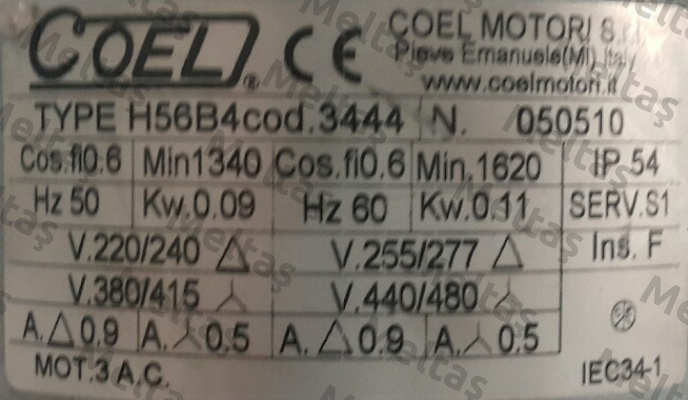 COEL® CE COEL MOTORI S.r.l.
Pieve Emanuele(MI) Italy
www.coelmotori.it
TYPE H56B4cod.3444 N. 050510
Cos.fi0.6 Min1340 Cos.fi0.6 Min.1620 IP 54
Hz 50 Kw.0.09 Hz 60 Kw.0.11 SERV.S1
V.220/240 △ V.255/277 △ Ins. F
V.380/415 ⅄ V.440/480 ⅄
A.△0.9 A.⅄0.5 A.△0.9 A.⅄0.5
MOT.3 A.C. IEC34-1
Meltaş